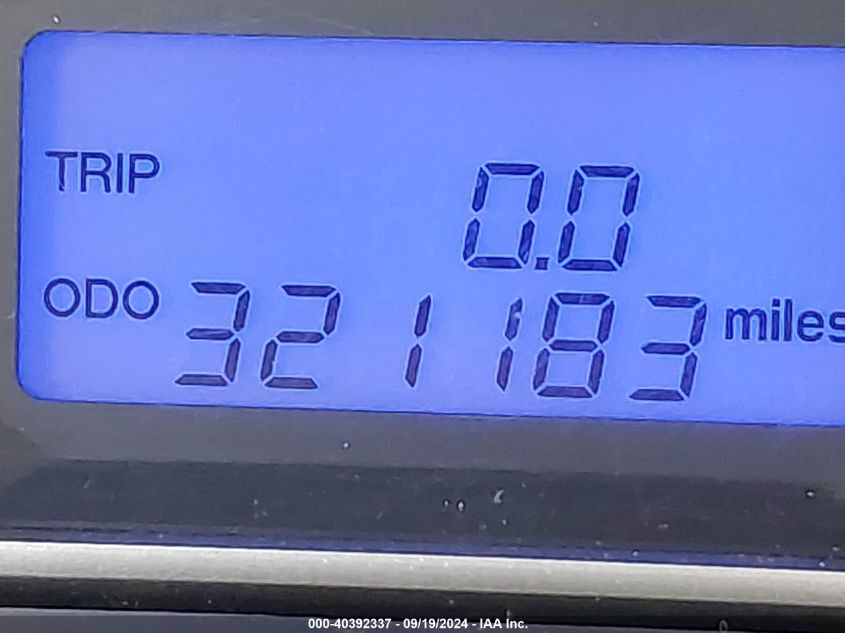 TRIP 0.0
ODO 321183 miles
000-40392337 - 09/19/2024 - IAA Inc.